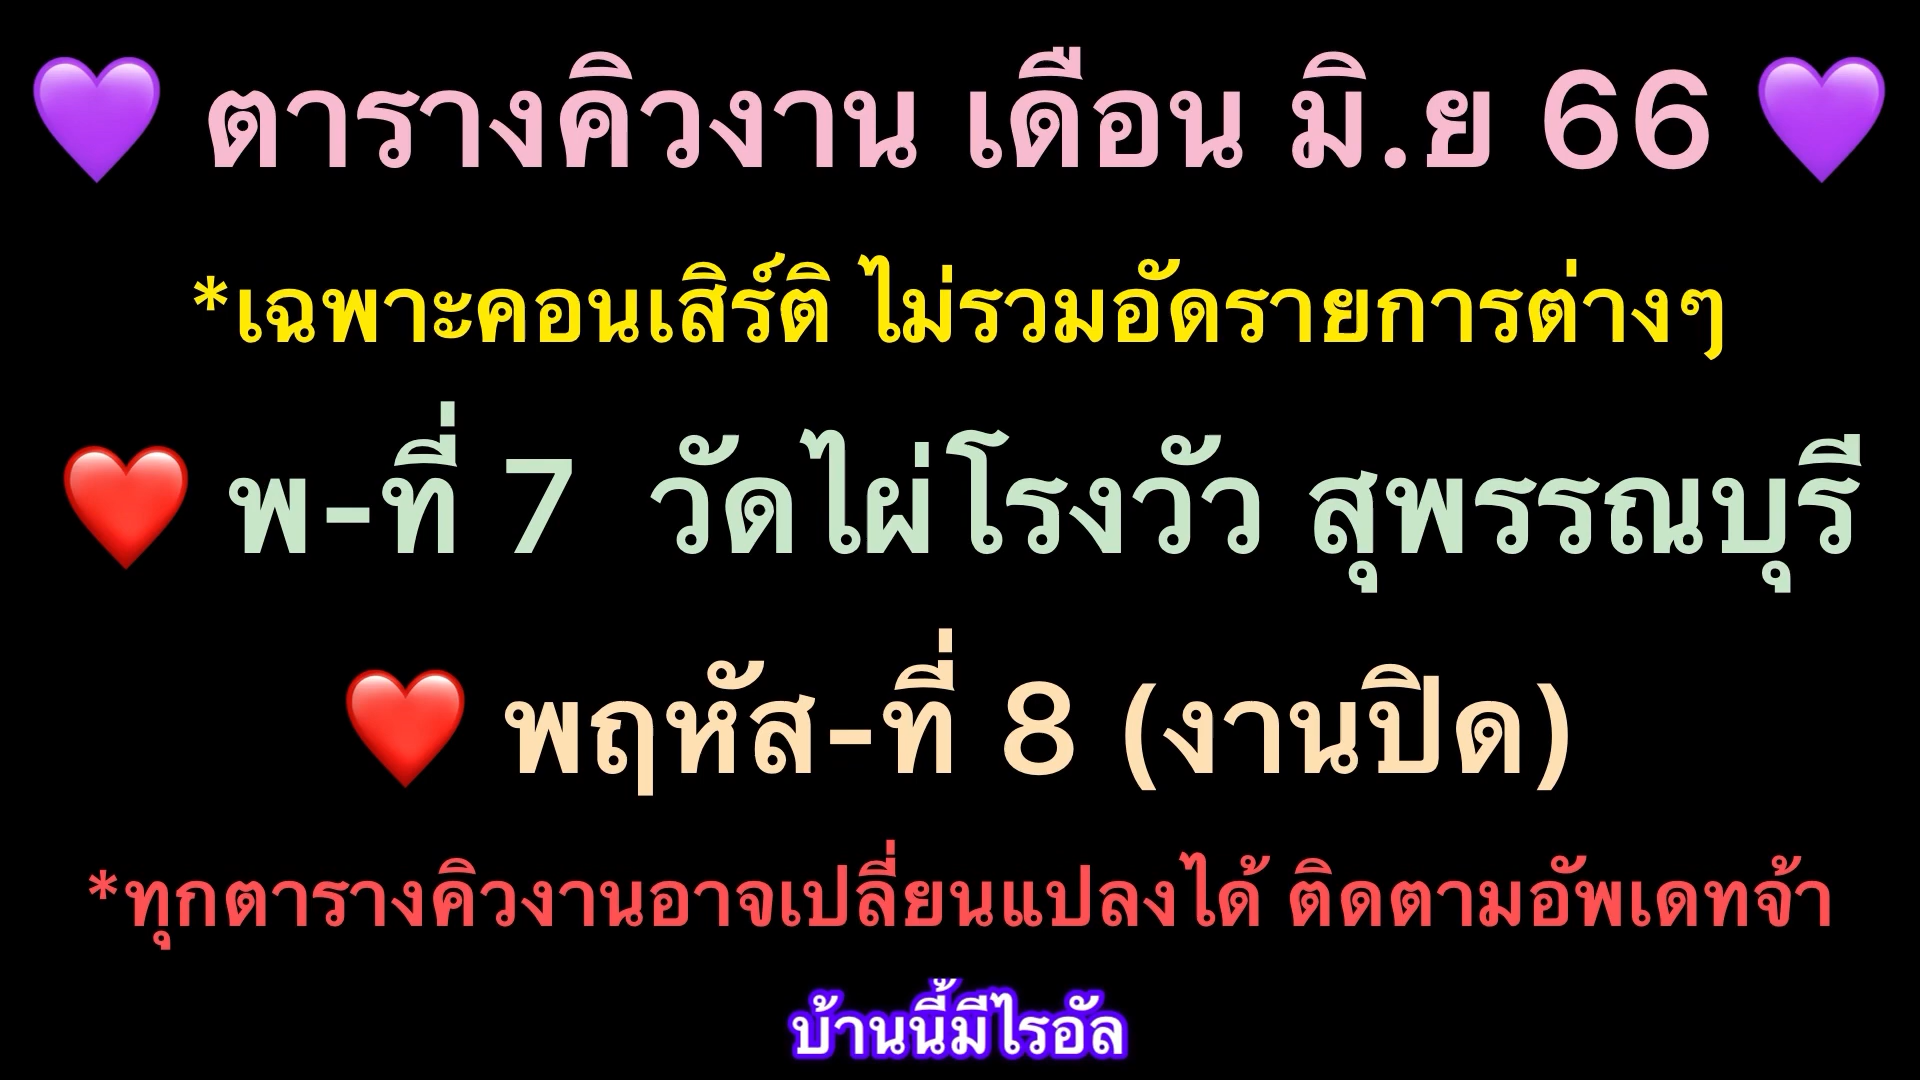 💜 ตารางคิวงาน เดือน มิ.ย 66 💜
*เฉพาะคอนเสิร์ติ ไม่รวมอัดรายการต่างๆ
❤️ พ-ที่ 7 วัดไผ่โรงวัว สุพรรณบุรี
❤️ พฤหัส-ที่ 8 (งานปิด)
*ทุกตารางคิวงานอาจเปลี่ยนแปลงได้ ติดตามอัพเดทจ้า
บ้านนี้มีไรอัล